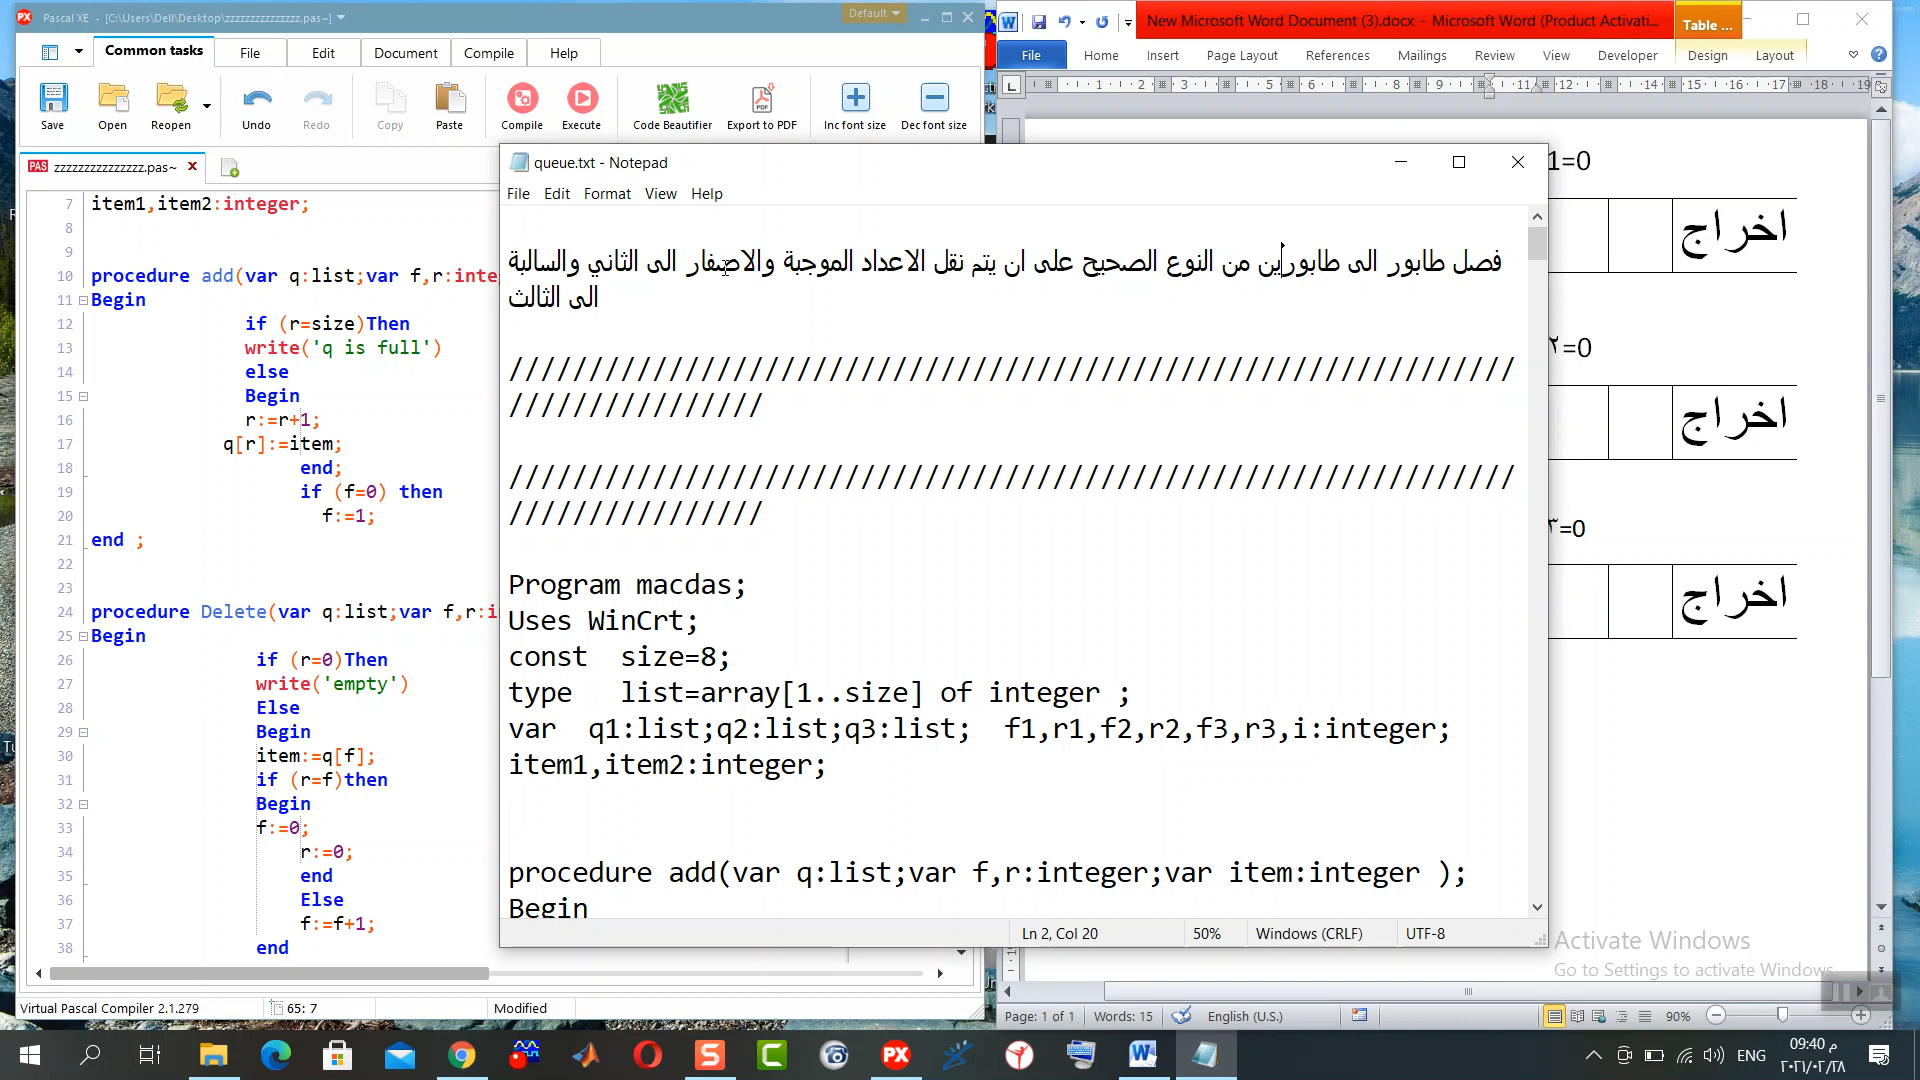 Pascal XE - [C:\Users\Dell\Desktop\zzzzzzzzzzzzzzz.pas~]
Default
Common tasks
File
Edit
Document
Compile
Help
Save
Open
Reopen
Undo
Redo
Copy
Paste
Compile
Execute
Code Beautifier
Export to PDF
Inc font size
Dec font size
PAS zzzzzzzzzzzzzzz.pas~
7 item1,item2:integer;
8
9
10 procedure add(var q:list;var f,r:inte
11 Begin
12 if (r=size)Then
13 write('q is full')
14 else
15 Begin
16 r:=r+1;
17 q[r]:=item;
18 end;
19 if (f=0) then
20 f:=1;
21 end ;
22
23
24 procedure Delete(var q:list;var f,r:i
25 Begin
26 if (r=0)Then
27 write('empty')
28 Else
29 Begin
30 item:=q[f];
31 if (r=f)then
32 Begin
33 f:=0;
34 r:=0;
35 end
36 Else
37 f:=f+1;
38 end
Virtual Pascal Compiler 2.1.279
65: 7
Modified
queue.txt - Notepad
File Edit Format View Help
فصل طابور الى طابورين من النوع الصحيح على ان يتم نقل الاعداد الموجبة والاصفار الى الثاني والسالبة
الى الثالث
///////////////////////////////////////////////////////////////
////////////////
///////////////////////////////////////////////////////////////
////////////////
Program macdas;
Uses WinCrt;
const size=8;
type list=array[1..size] of integer ;
var q1:list;q2:list;q3:list; f1,r1,f2,r2,f3,r3,i:integer;
item1,item2:integer;
procedure add(var q:list;var f,r:integer;var item:integer );
Begin
Ln 2, Col 20
50%
Windows (CRLF)
UTF-8
New Microsoft Word Document (3).docx - Microsoft Word (Product Activati...
Table ...
File
Home
Insert
Page Layout
References
Mailings
Review
View
Developer
Design
Layout
1=0
اخراج
٢=0
اخراج
٣=0
اخراج
Activate Windows
Go to Settings to activate Windows.
Page: 1 of 1
Words: 15
English (U.S.)
90%
ENG
09:40 م
٢٠٢١/٠٢/٢٨